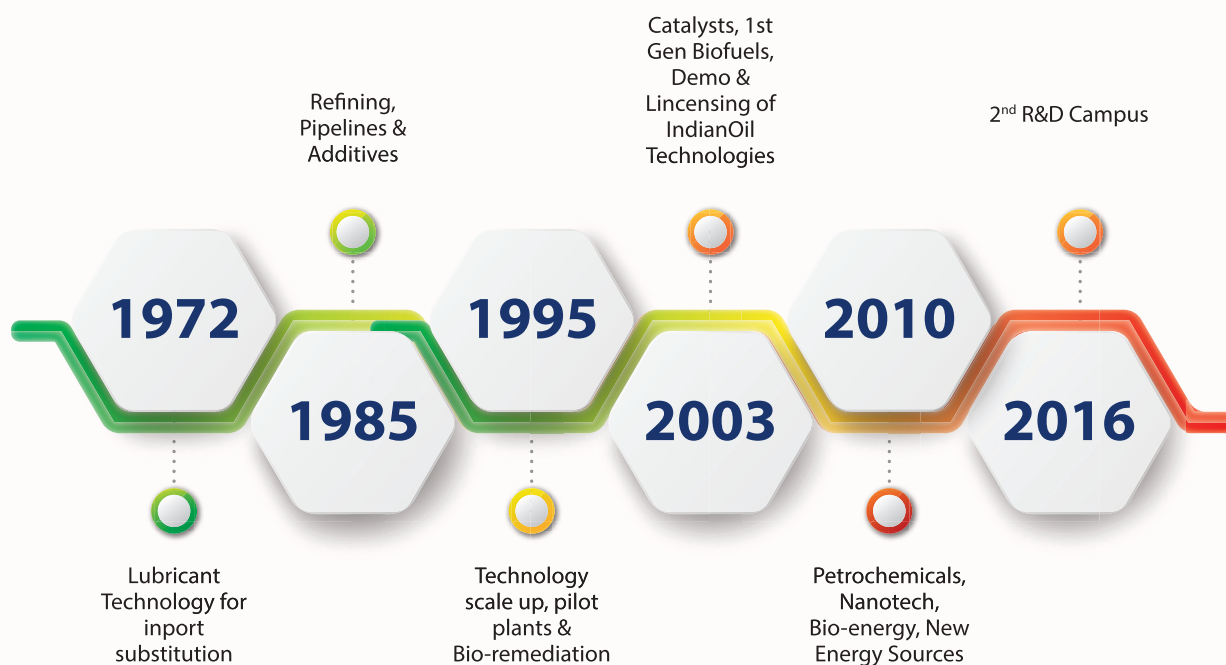 1972
Lubricant
Technology for
inport
substitution
Refining,
Pipelines &
Additives
1985
1995
Technology
scale up, pilot
plants &
Bio-remediation
Catalysts, 1st
Gen Biofuels,
Demo &
Lincensing of
IndianOil
Technologies
2003
2010
Petrochemicals,
Nanotech,
Bio-energy, New
Energy Sources
2nd R&D Campus
2016